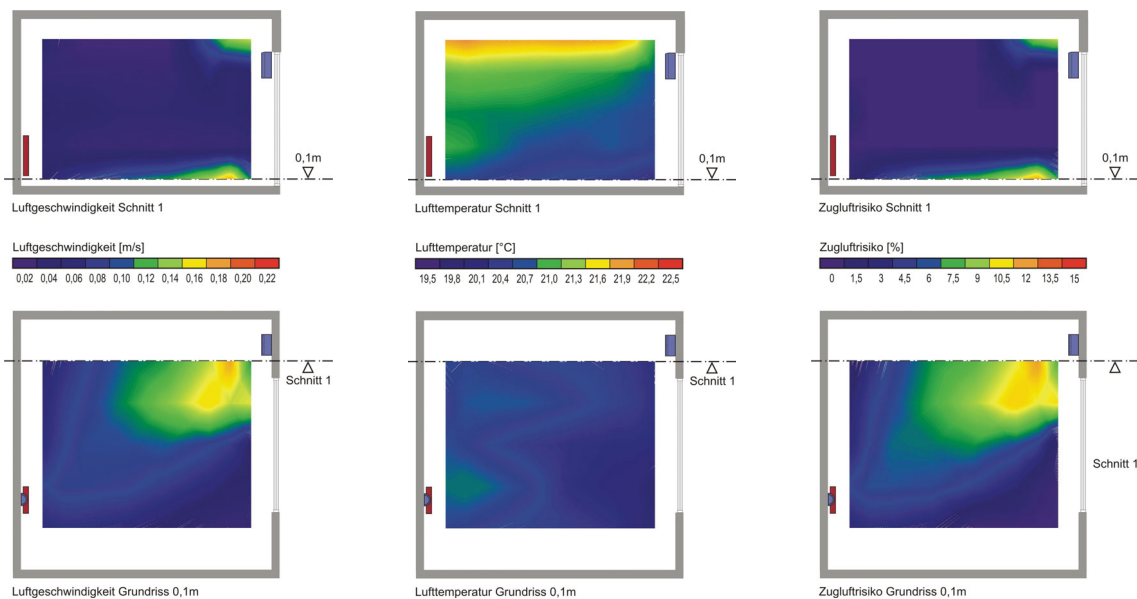 0,1m
0,1m
0,1m
Luftgeschwindigkeit Schnitt 1
Lufttemperatur Schnitt 1
Zugluftrisiko Schnitt 1
Luftgeschwindigkeit [m/s]
0,02 0,04 0,06 0,08 0,10 0,12 0,14 0,16 0,18 0,20 0,22
Lufttemperatur [°C]
19,5 19,8 20,1 20,4 20,7 21,0 21,3 21,6 21,9 22,2 22,5
Zugluftrisiko [%]
0 1,5 3 4,5 6 7,5 9 10,5 12 13,5 15
Schnitt 1
Schnitt 1
Schnitt 1
Luftgeschwindigkeit Grundriss 0,1m
Lufttemperatur Grundriss 0,1m
Zugluftrisiko Grundriss 0,1m